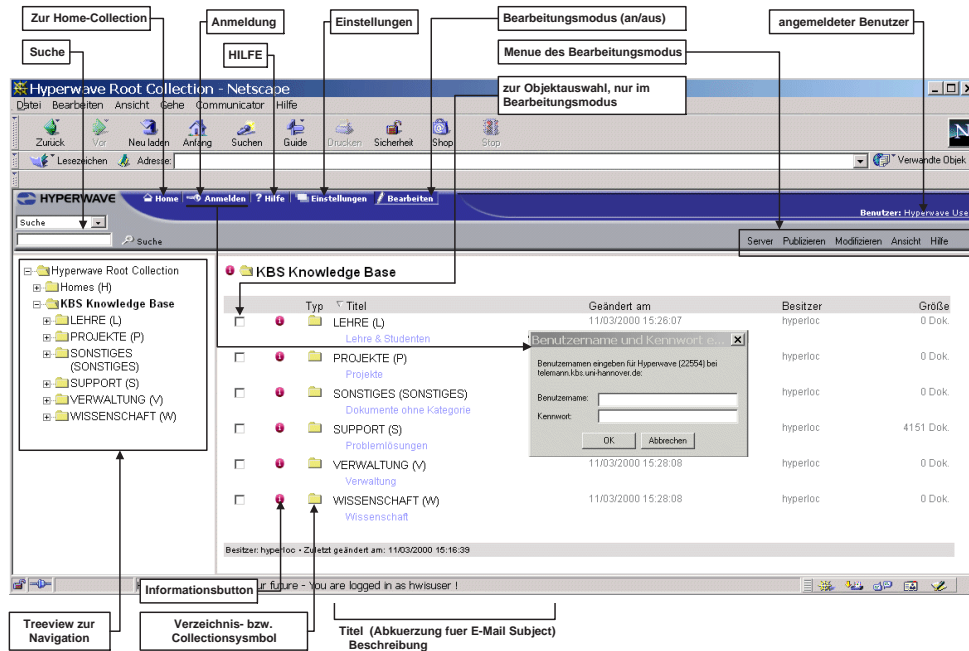 Zur Home-Collection
Anmeldung
Einstellungen
Bearbeitungsmodus (an/aus)
angemeldeter Benutzer
Suche
HILFE
Menue des Bearbeitungsmodus
Hyperwave Root Collection - Netscape
zur Objektauswahl, nur im
Bearbeitungsmodus
Datei Bearbeiten Ansicht Gehe Communicator Hilfe
Zurück Vor Neu laden Anfang Suchen Guide Drucken Sicherheit Shop Stop
N
Lesezeichen Adresse: Verwandte Objek
HYPERWAVE Home Anmelden ? Hilfe Einstellungen Bearbeiten
Benutzer: Hyperwave Use
Suche
Suche
Server Publizieren Modifizieren Ansicht Hilfe
Hyperwave Root Collection
Homes (H)
KBS Knowledge Base
LEHRE (L)
PROJEKTE (P)
SONSTIGES
(SONSTIGES)
SUPPORT (S)
VERWALTUNG (V)
WISSENSCHAFT (W)
KBS Knowledge Base
Typ Titel Geändert am Besitzer Größe
LEHRE (L) 11/03/2000 15:26:07 hyperloc 0 Dok.
Lehre & Studenten
PROJEKTE (P) hyperloc 0 Dok.
Projekte
SONSTIGES (SONSTIGES) hyperloc 0 Dok.
Dokumente ohne Kategorie
SUPPORT (S) hyperloc 4151 Dok.
Problemlösungen
VERWALTUNG (V) 11/03/2000 15:28:08 hyperloc 0 Dok.
Verwaltung
WISSENSCHAFT (W) 11/03/2000 15:28:08 hyperloc 0 Dok.
Wissenschaft
Benutzername und Kennwort e...
Benutzernamen eingeben für Hyperwave (22554) bei
telemann.kbs.uni-hannover.de:
Benutzername:
Kennwort:
OK Abbrechen
Besitzer: hyperloc • Zuletzt geändert am: 11/03/2000 15:16:39
ur future - You are logged in as hwisuser !
Informationsbutton
Treeview zur
Navigation
Verzeichnis- bzw.
Collectionsysmbol
Titel (Abkuerzung fuer E-Mail Subject)
Beschreibung